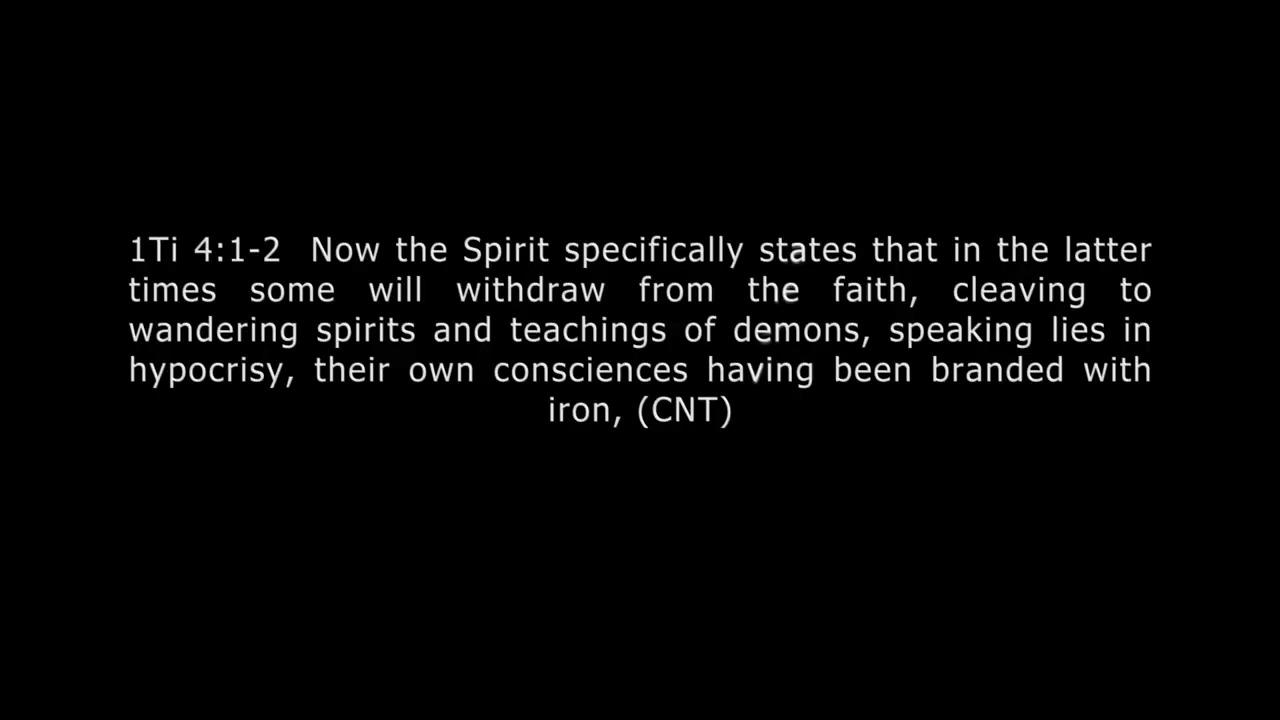 1Ti 4:1-2  Now the Spirit specifically states that in the latter
times some will withdraw from the faith, cleaving to
wandering spirits and teachings of demons, speaking lies in
hypocrisy, their own consciences having been branded with
iron, (CNT)